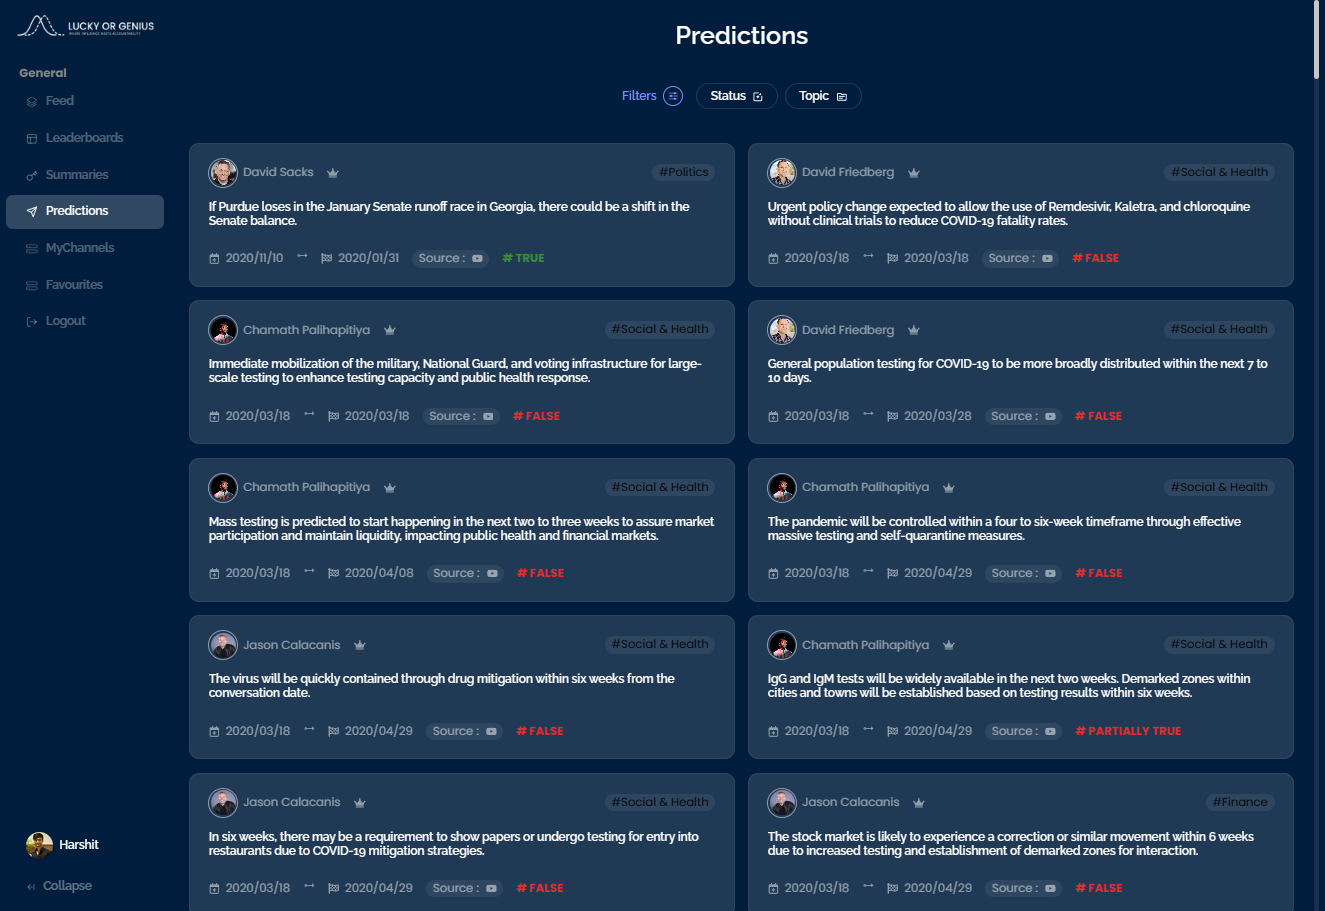 LUCKY OR GENIUS
WHERE INFLUENCE MEETS ACCOUNTABILITY
General
Feed
Leaderboards
Summaries
Predictions
MyChannels
Favourites
Logout
Harshit
Collapse
Predictions
Filters Status Topic
David Sacks #Politics
If Purdue loses in the January Senate runoff race in Georgia, there could be a shift in the
Senate balance.
2020/11/10 ↔ 2020/01/31 Source : # TRUE
David Friedberg #Social & Health
Urgent policy change expected to allow the use of Remdesivir, Kaletra, and chloroquine
without clinical trials to reduce COVID-19 fatality rates.
2020/03/18 ↔ 2020/03/18 Source : # FALSE
Chamath Palihapitiya #Social & Health
Immediate mobilization of the military, National Guard, and voting infrastructure for large-
scale testing to enhance testing capacity and public health response.
2020/03/18 ↔ 2020/03/18 Source : # FALSE
David Friedberg #Social & Health
General population testing for COVID-19 to be more broadly distributed within the next 7 to
10 days.
2020/03/18 ↔ 2020/03/28 Source : # FALSE
Chamath Palihapitiya #Social & Health
Mass testing is predicted to start happening in the next two to three weeks to assure market
participation and maintain liquidity, impacting public health and financial markets.
2020/03/18 ↔ 2020/04/08 Source : # FALSE
Chamath Palihapitiya #Social & Health
The pandemic will be controlled within a four to six-week timeframe through effective
massive testing and self-quarantine measures.
2020/03/18 ↔ 2020/04/29 Source : # FALSE
Jason Calacanis #Social & Health
The virus will be quickly contained through drug mitigation within six weeks from the
conversation date.
2020/03/18 ↔ 2020/04/29 Source : # FALSE
Chamath Palihapitiya #Social & Health
IgG and IgM tests will be widely available in the next two weeks. Demarked zones within
cities and towns will be established based on testing results within six weeks.
2020/03/18 ↔ 2020/04/29 Source : # PARTIALLY TRUE
Jason Calacanis #Social & Health
In six weeks, there may be a requirement to show papers or undergo testing for entry into
restaurants due to COVID-19 mitigation strategies.
2020/03/18 ↔ 2020/04/29 Source : # FALSE
Jason Calacanis #Finance
The stock market is likely to experience a correction or similar movement within 6 weeks
due to increased testing and establishment of demarked zones for interaction.
2020/03/18 ↔ 2020/04/29 Source : # FALSE